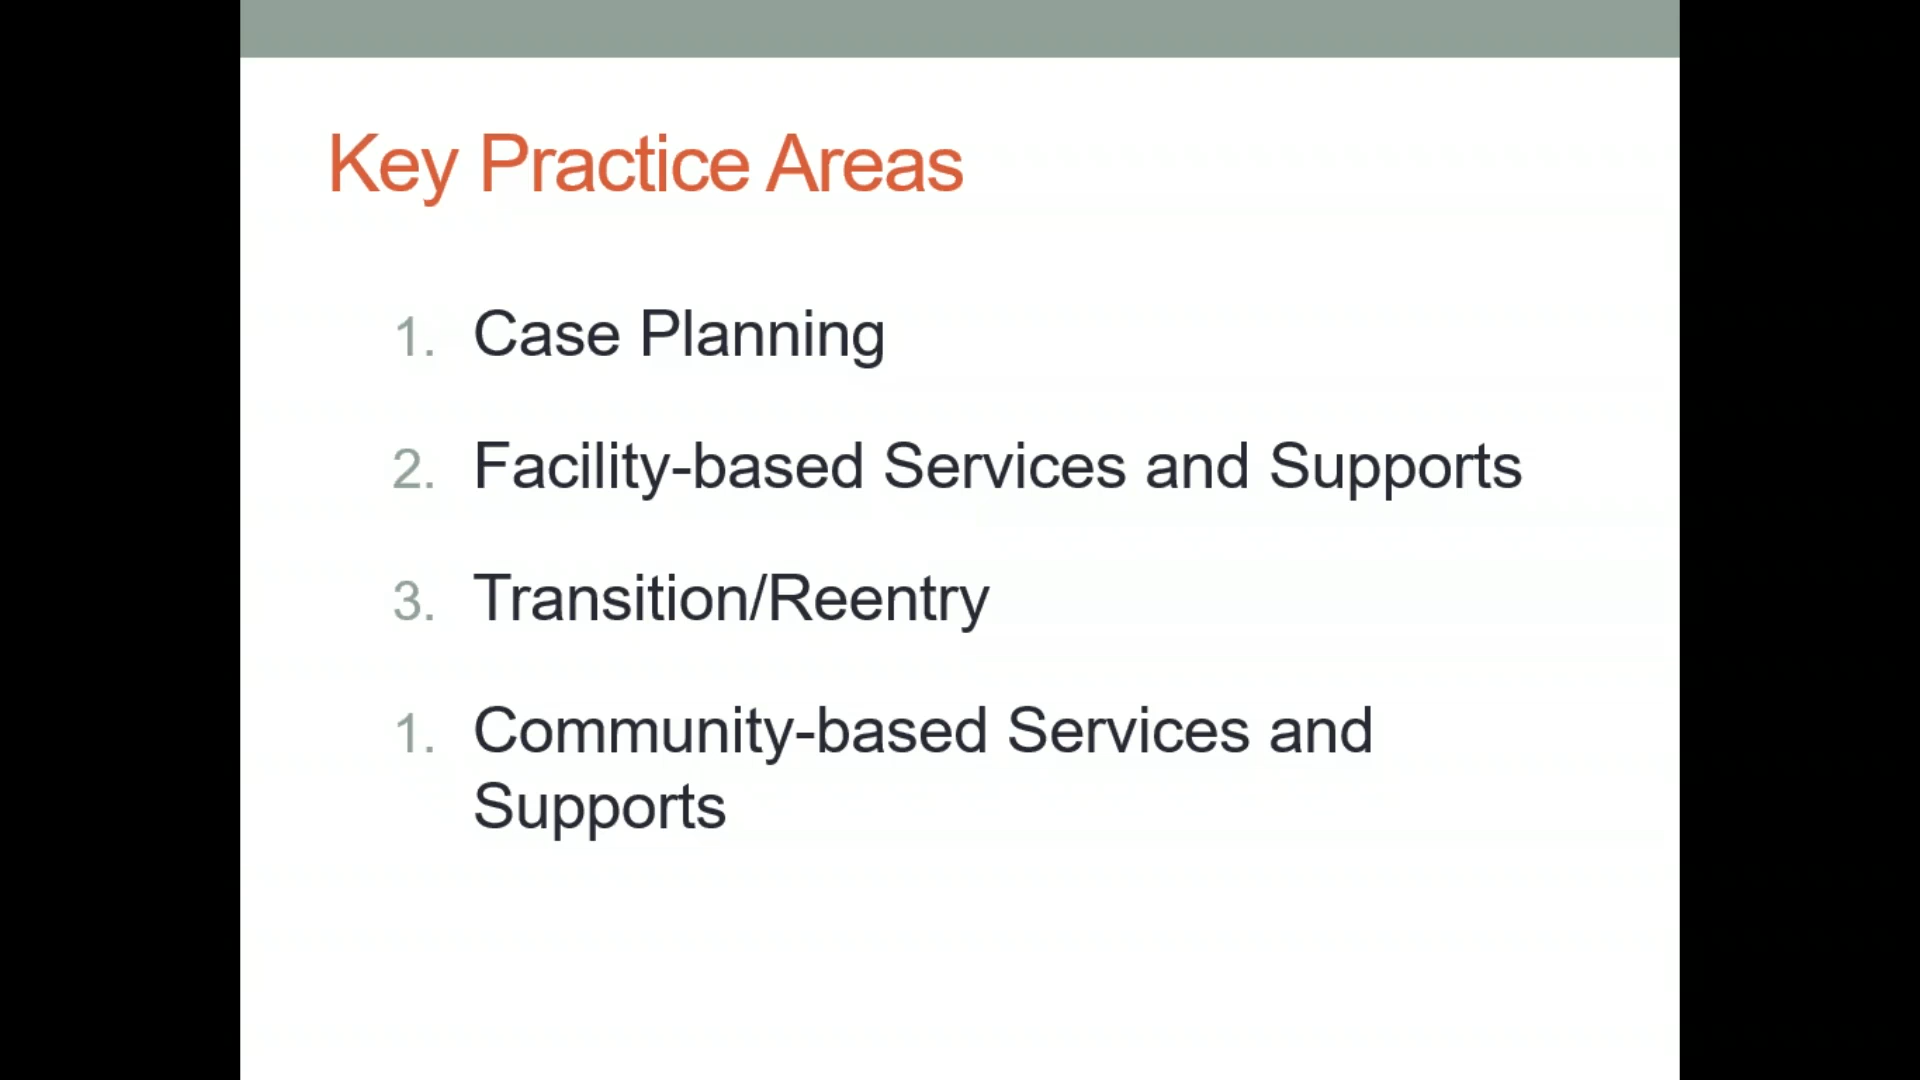 Key Practice Areas
1. Case Planning
2. Facility-based Services and Supports
3. Transition/Reentry
1. Community-based Services and
Supports